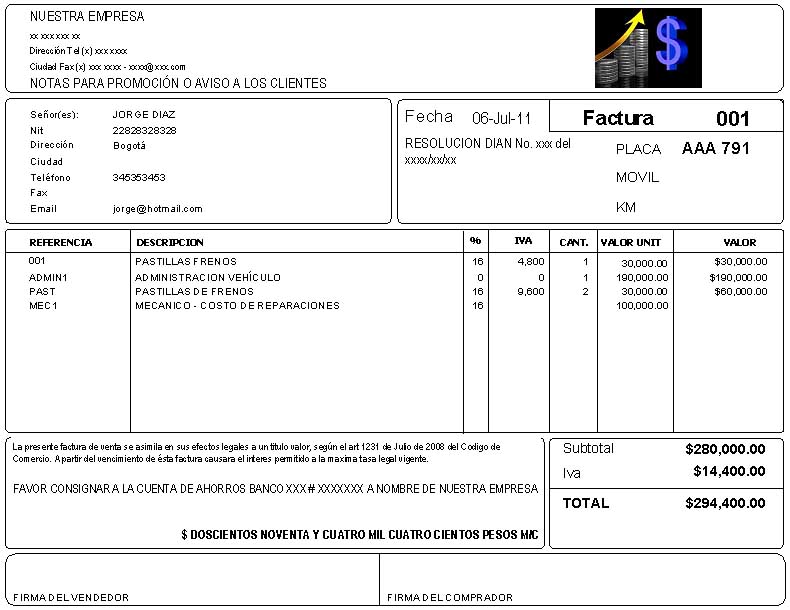 NUESTRA EMPRESA
xx xxx xxx xx
Dirección Tel (x) xxx xxxx
Ciudad Fax (x) xxx xxxx - xxxx@xxx.com
NOTAS PARA PROMOCIÓN O AVISO A LOS CLIENTES
$
Señor(es): JORGE DIAZ
Nit 22828328328
Dirección Bogotá
Ciudad
Teléfono 345353453
Fax
Email jorge@hotmail.com
Fecha 06-Jul-11 Factura 001
RESOLUCION DIAN No. xxx del
xxxx/xx/xx
PLACA AAA 791
MOVIL
KM
REFERENCIA DESCRIPCION % IVA CANT. VALOR UNIT VALOR
001 PASTILLAS FRENOS 16 4,800 1 30,000.00 $30,000.00
ADMIN1 ADMINISTRACION VEHÍCULO 0 0 1 190,000.00 $190,000.00
PAST PASTILLAS DE FRENOS 16 9,600 2 30,000.00 $60,000.00
MEC1 MECANICO - COSTO DE REPARACIONES 16 100,000.00
La presente factura de venta se asimila en sus efectos legales a un titulo valor, según el art 1231 de Julio de 2008 del Codigo de
Comercio. A partir del vencimiento de ésta factura causara el interes permitido a la maxima tasa legal vigente.
FAVOR CONSIGNAR A LA CUENTA DE AHORROS BANCO XXX # XXXXXXX A NOMBRE DE NUESTRA EMPRESA
$ DOSCIENTOS NOVENTA Y CUATRO MIL CUATRO CIENTOS PESOS M/C
Subtotal $280,000.00
Iva $14,400.00
TOTAL $294,400.00
FIRMA DEL VENDEDOR FIRMA DEL COMPRADOR